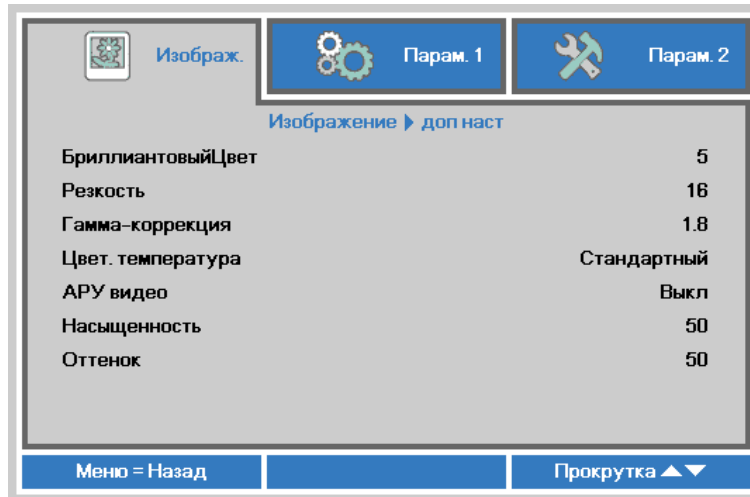 Изображ. Парам. 1 Парам. 2
Изображение ▶ доп наст
БриллиантовыйЦвет 5
Резкость 16
Гамма-коррекция 1.8
Цвет. температура Стандартный
АРУ видео Выкл
Насыщенность 50
Оттенок 50
Меню = Назад Прокрутка ▲▼